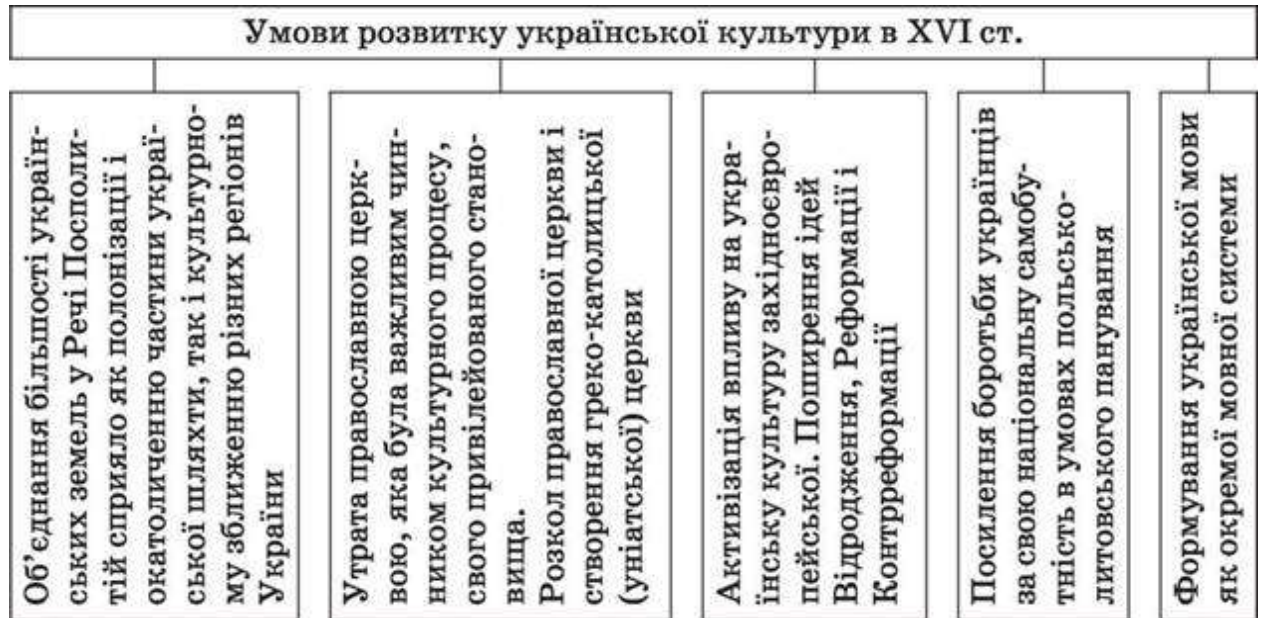 Умови розвитку української культури в XVI ст.
Об’єднання більшості україн-
ських земель у Речі Посполи-
тій сприяло як полонізації і
окатоличенню частини украї-
ської шляхти, так і культурно-
му зближенню різних регіонів
України
Утрата православною церк-
вою, яка була важливим чин-
ником культурного процесу,
свого привілейованого стано-
вища.
Розкол православної церкви і
створення греко-католицької
(уніатської) церкви
Активізація впливу на укра-
їнську культуру західноєвро-
пейської. Поширення ідей
Відродження, Реформації і
Контрреформації
Посилення боротьби українців
за свою національну самобу-
тність в умовах польсько-
литовського панування
Формування української мови
як окремої мовної системи